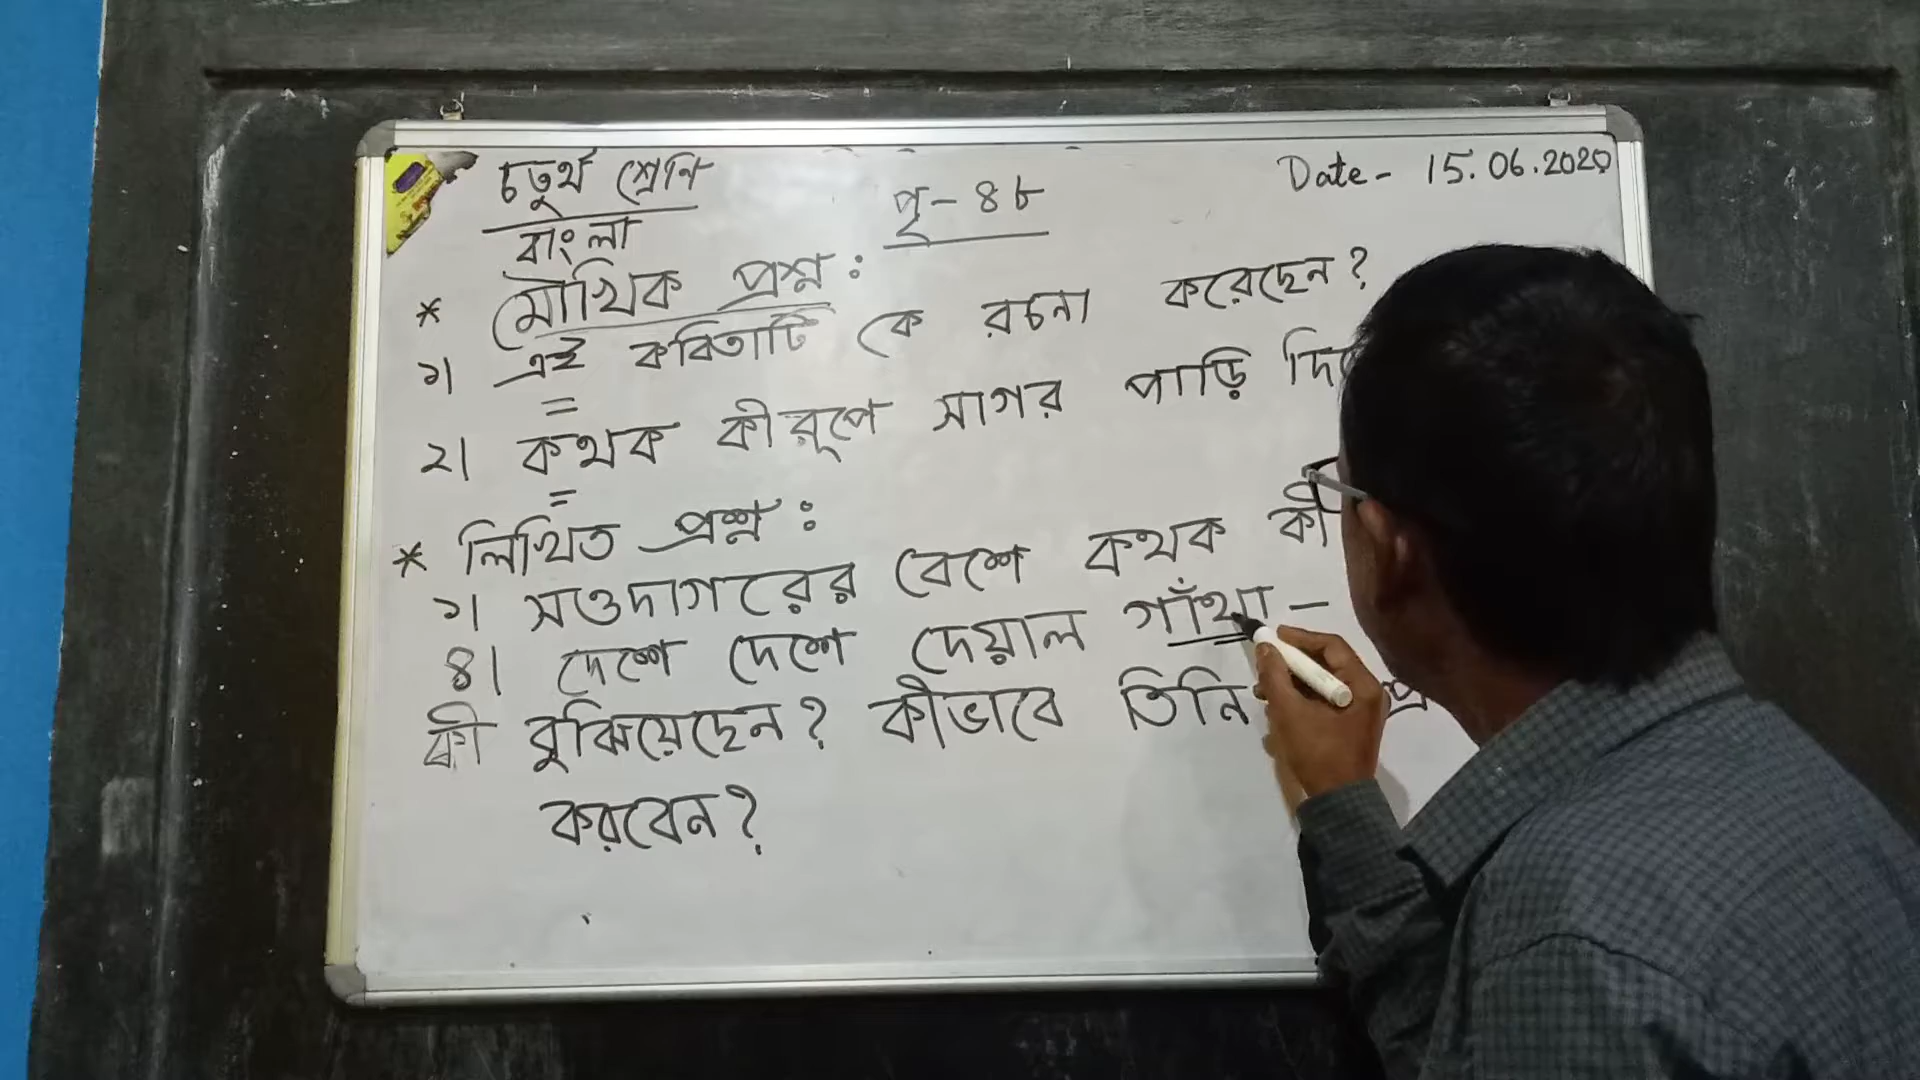 চতুর্থ শ্রেনি
বাংলা
পৃ - ৪৮
Date - 15.06.2020
* মৌখিক প্রশ্ন :
১। এই কবিতাটি কে রচনা করেছেন?
=
২। কথক কীরূপে সাগর পাড়ি
=
* লিখিত প্রশ্ন :
১। সওদাগরের বেশে কথক কী
৪। দেশে দেশে দেয়াল গাঁথা -
কী বুঝিয়েছেন? কীভাবে তিনি
করবেন?